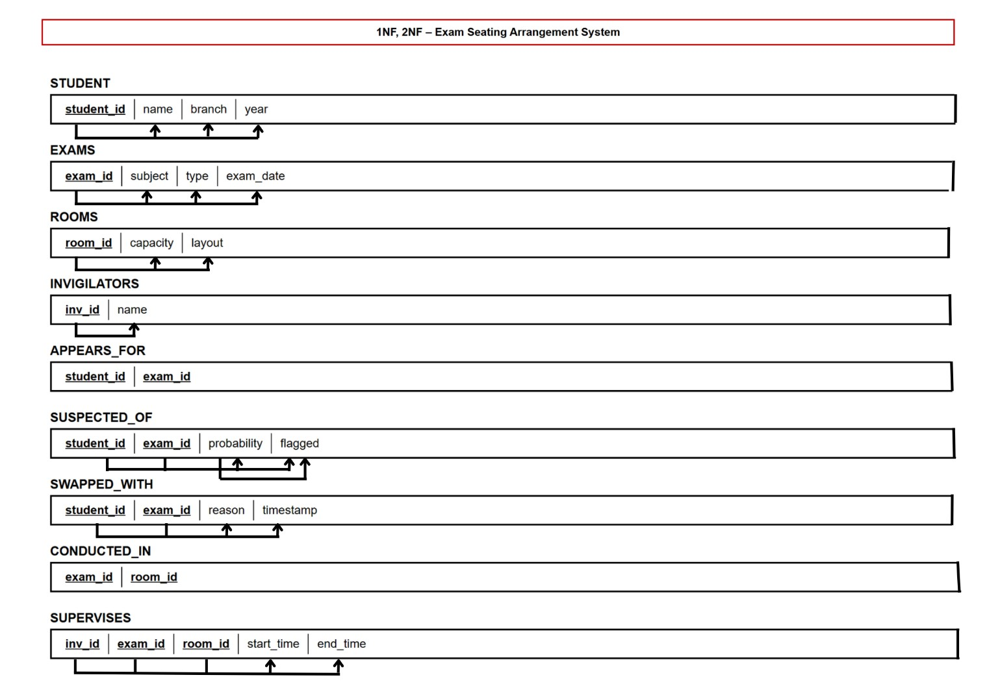 1NF, 2NF – Exam Seating Arrangement System
STUDENT
student_id name branch year
EXAMS
exam_id subject type exam_date
ROOMS
room_id capacity layout
INVIGILATORS
inv_id name
APPEARS_FOR
student_id exam_id
SUSPECTED_OF
student_id exam_id probability flagged
SWAPPED_WITH
student_id exam_id reason timestamp
CONDUCTED_IN
exam_id room_id
SUPERVISES
inv_id exam_id room_id start_time end_time